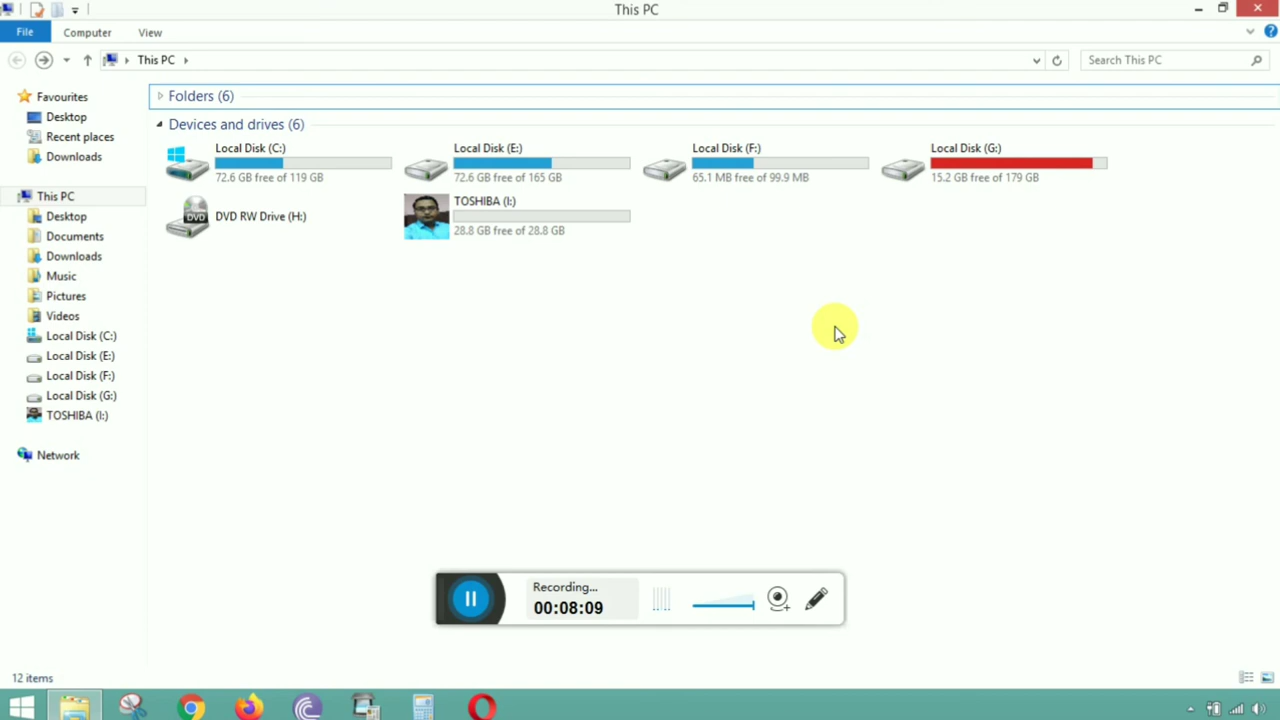 This PC
File Computer View
This PC
Search This PC
Favourites
Desktop
Recent places
Downloads
This PC
Desktop
Documents
Downloads
Music
Pictures
Videos
Local Disk (C:)
Local Disk (E:)
Local Disk (F:)
Local Disk (G:)
TOSHIBA (I:)
Network
Folders (6)
Devices and drives (6)
Local Disk (C:)
72.6 GB free of 119 GB
Local Disk (E:)
72.6 GB free of 165 GB
Local Disk (F:)
65.1 MB free of 99.9 MB
Local Disk (G:)
15.2 GB free of 179 GB
DVD
DVD RW Drive (H:)
TOSHIBA (I:)
28.8 GB free of 28.8 GB
Recording...
00:08:09
12 items